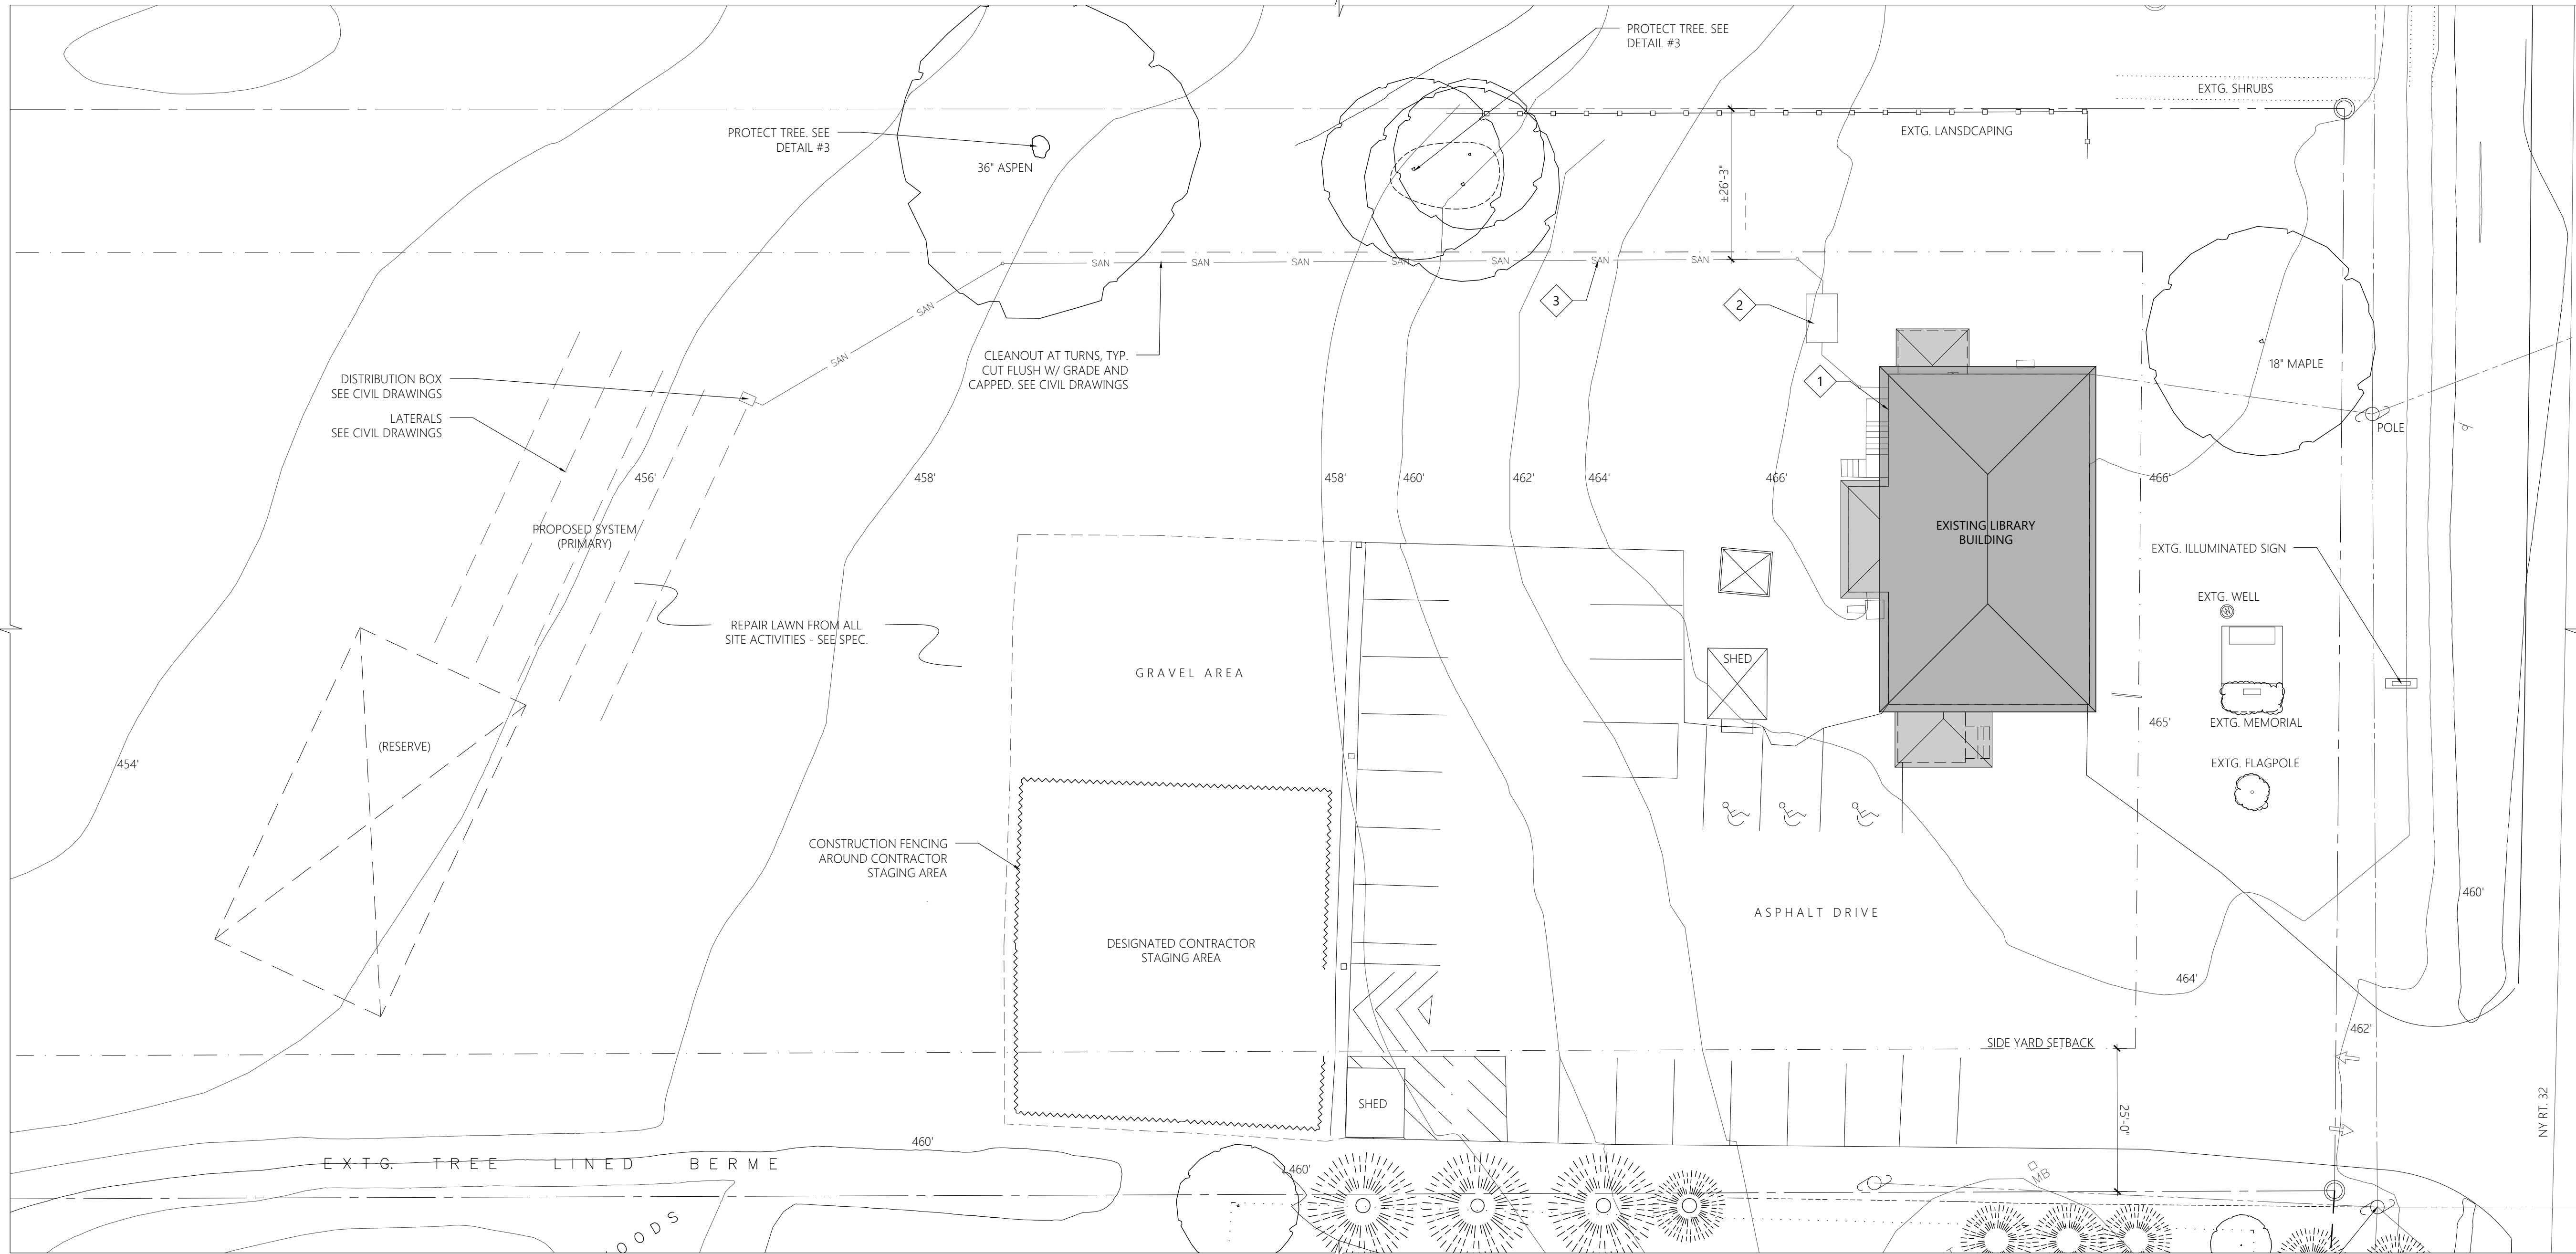 PROTECT TREE. SEE
DETAIL #3
EXTG. SHRUBS
PROTECT TREE. SEE
DETAIL #3
EXTG. LANSDCAPING
36" ASPEN
±26'-3"
SAN
SAN
SAN
SAN
SAN
SAN
SAN
3
2
SAN
SAN
CLEANOUT AT TURNS, TYP.
CUT FLUSH W/ GRADE AND
CAPPED. SEE CIVIL DRAWINGS
18" MAPLE
DISTRIBUTION BOX
SEE CIVIL DRAWINGS
1
LATERALS
SEE CIVIL DRAWINGS
POLE
456'
458'
458'
460'
462'
464'
466'
466'
PROPOSED SYSTEM
(PRIMARY)
EXISTING LIBRARY
BUILDING
EXTG. ILLUMINATED SIGN
EXTG. WELL
W
REPAIR LAWN FROM ALL
SITE ACTIVITIES - SEE SPEC.
GRAVEL AREA
SHED
465'
EXTG. MEMORIAL
(RESERVE)
454'
EXTG. FLAGPOLE
CONSTRUCTION FENCING
AROUND CONTRACTOR
STAGING AREA
460'
ASPHALT DRIVE
DESIGNATED CONTRACTOR
STAGING AREA
464'
462'
SIDE YARD SETBACK
SHED
25'-0"
NY RT. 32
460'
EXTG. TREE LINED BERME
460'
MB
OODS